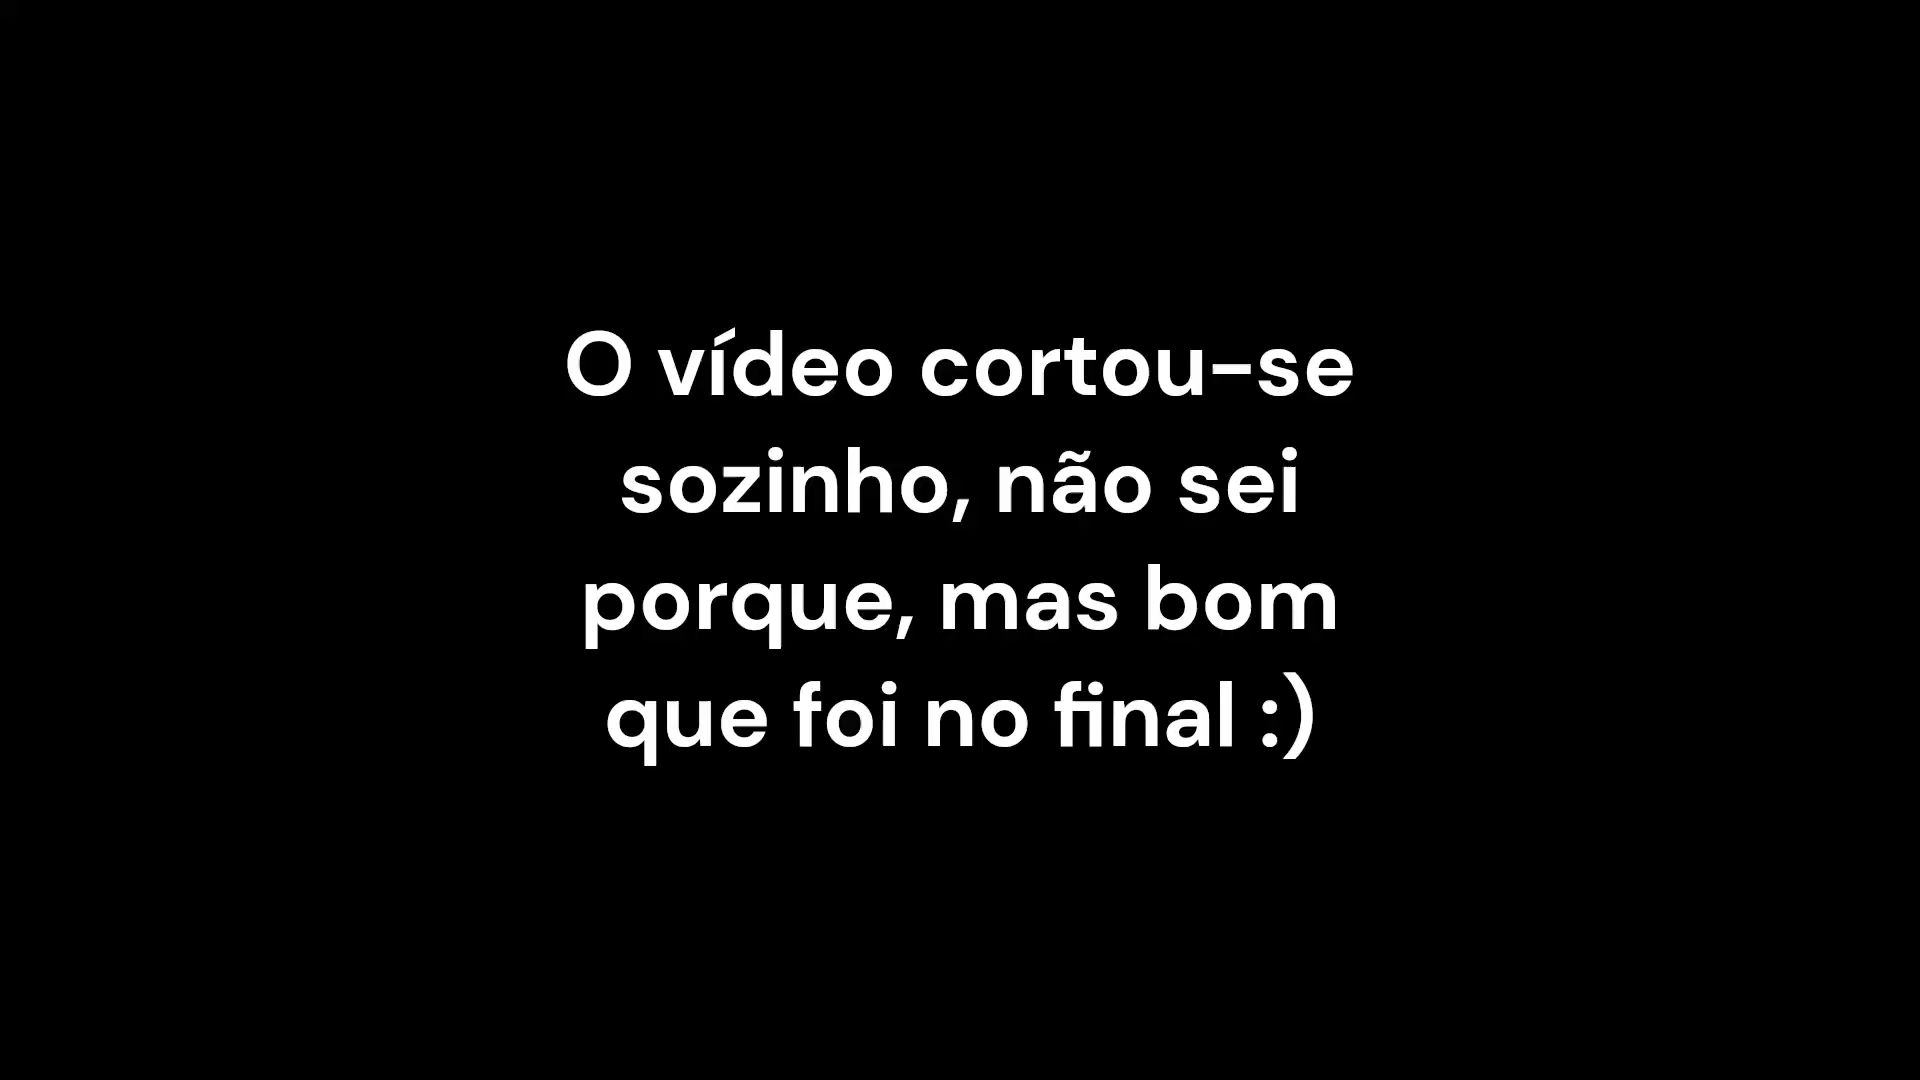 O vídeo cortou-se
sozinho, não sei
porque, mas bom
que foi no final :)